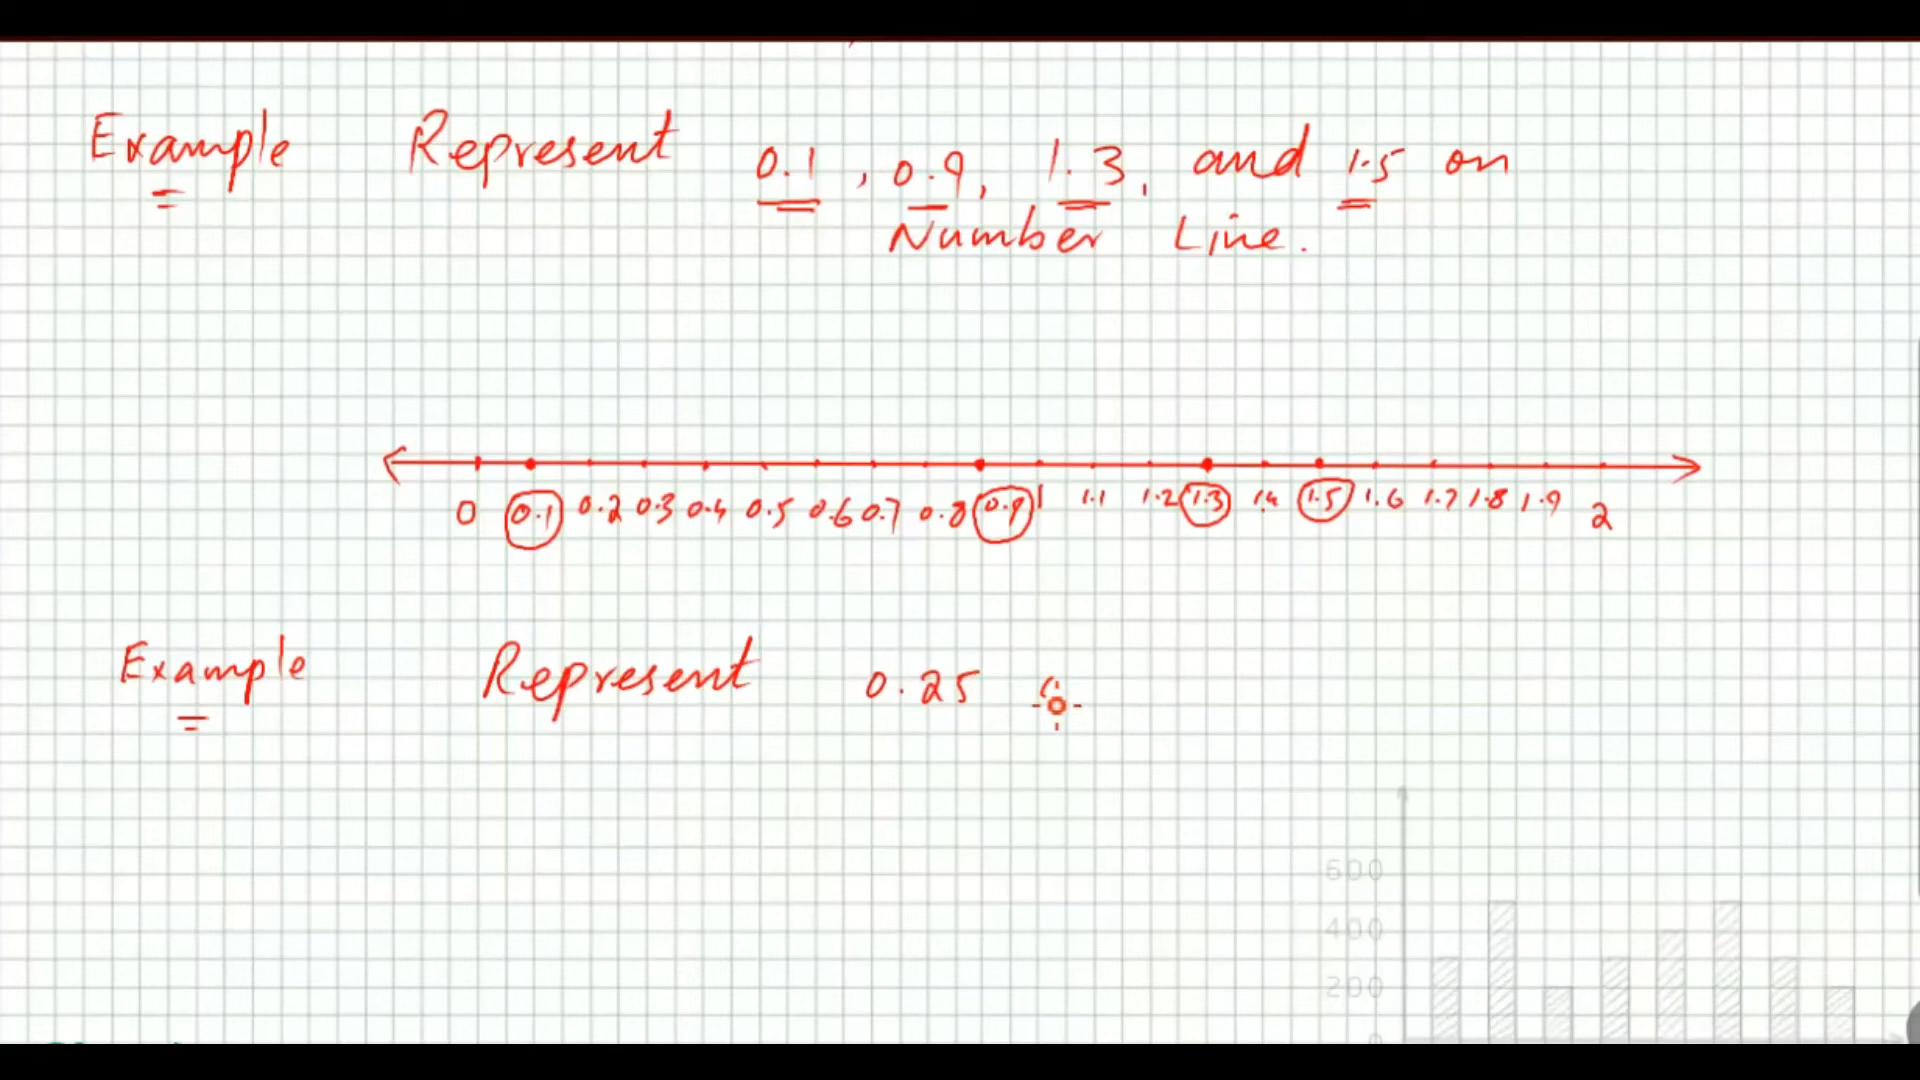 Example Represent 0.1, 0.9, 1.3, and 1.5 on
Number Line.
0 0.1 0.2 0.3 0.4 0.5 0.6 0.7 0.8 0.9 1 1.1 1.2 1.3 1.4 1.5 1.6 1.7 1.8 1.9 2
Example Represent 0.25
600
400
200